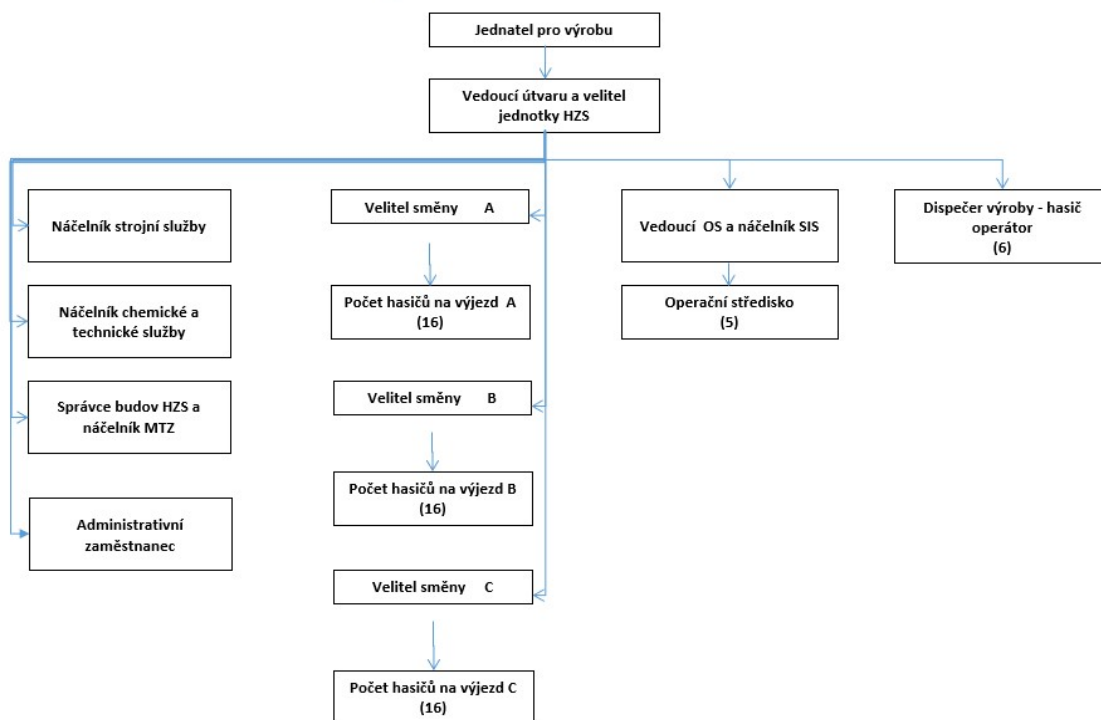 Jednatel pro výrobu
Vedoucí útvaru a velitel
jednotky HZS
Náčelník strojní služby
Náčelník chemické a
technické služby
Správce budov HZS a
náčelník MTZ
Administrativní
zaměstnanec
Velitel směny A
Počet hasičů na výjezd A
(16)
Velitel směny B
Počet hasičů na výjezd B
(16)
Velitel směny C
Počet hasičů na výjezd C
(16)
Vedoucí OS a náčelník SIS
Operační středisko
(5)
Dispečer výroby - hasič
operátor
(6)